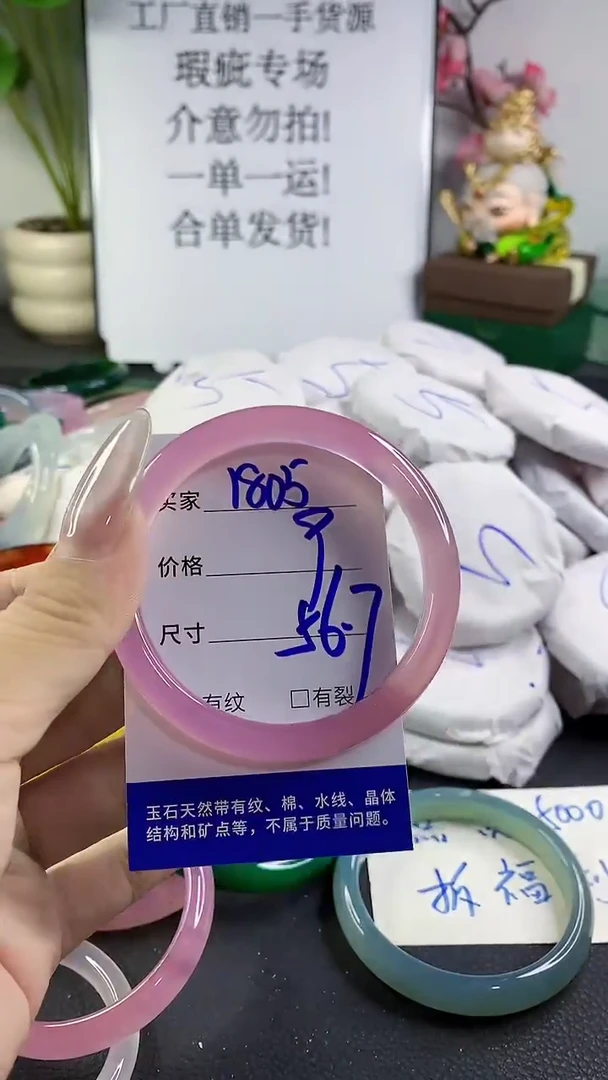 工厂直销一手货源
瑕疵专场
介意勿拍!
一单一运!
合单发货!
买家 1805
价格
尺寸 56.7
有纹 □有裂
玉石天然带有纹、棉、水线、晶体
结构和矿点等，不属于质量问题。
5000
拆福